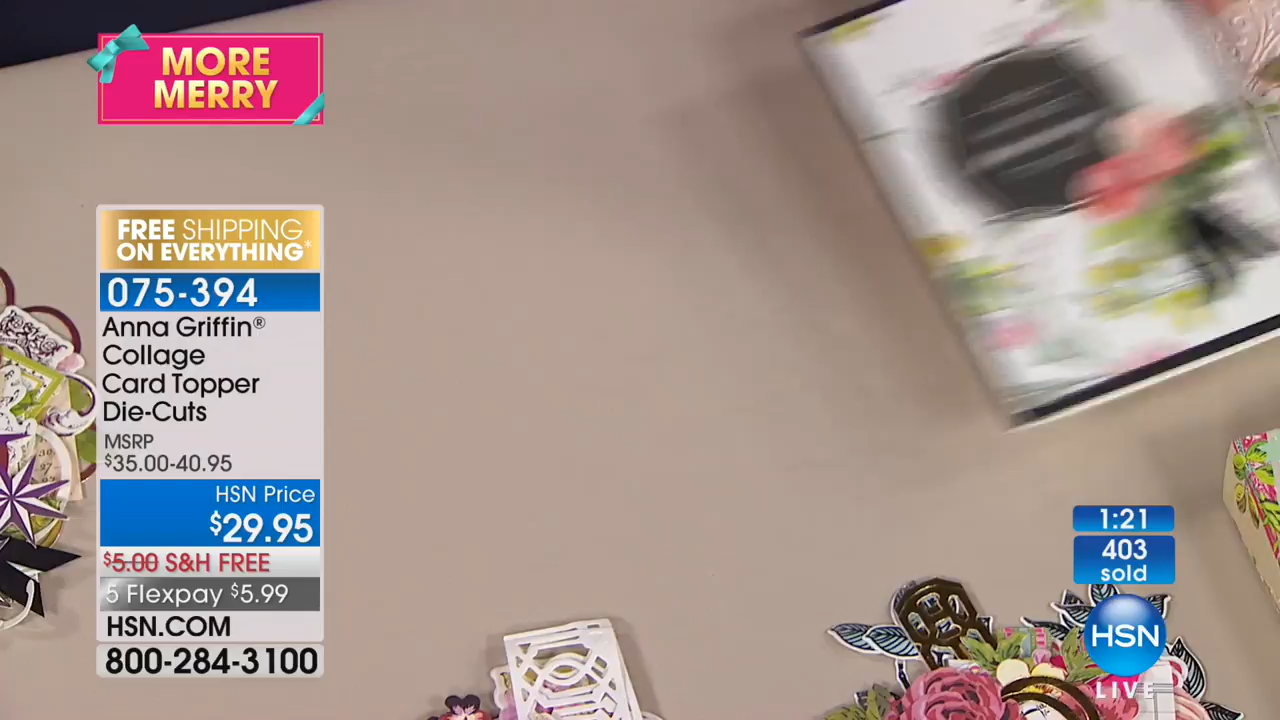 MORE
MERRY
FREE SHIPPING
ON EVERYTHING*
075-394
Anna Griffin®
Collage
Card Topper
Die-Cuts
MSRP
$35.00-40.95
HSN Price
$29.95
$5.00 S&H FREE
5 Flexpay $5.99
HSN.COM
800-284-3100
1:21
403
sold
HSN
LIVE